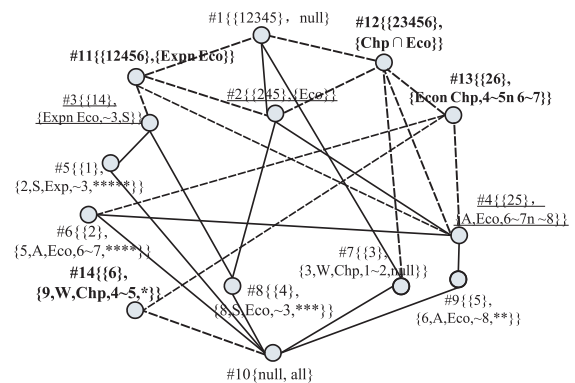 #1{{12345}，null}
#12{{23456},
{Chp∩Eco}}
#11{{12456},{Expn Eco}}
#13{{26},
{Econ Chp,4~5n 6~7}}
#2{{245},{Eco}}
#3{{14},
{Expn Eco,~3,S}}
#5{{1},
{2,S,Exp,~3,*****}}
#4{{25}，
{A,Eco,6~7n ~8}}
#6{{2},
{5,A,Eco,6~7,****}}
#7{{3},
{3,W,Chp,1~2,null}}
#14{{6},
{9,W,Chp,4~5,*}}
#8{{4},
{8,S,Eco,~3,***}}
#9{{5},
{6,A,Eco,~8,**}}
#10{null, all}